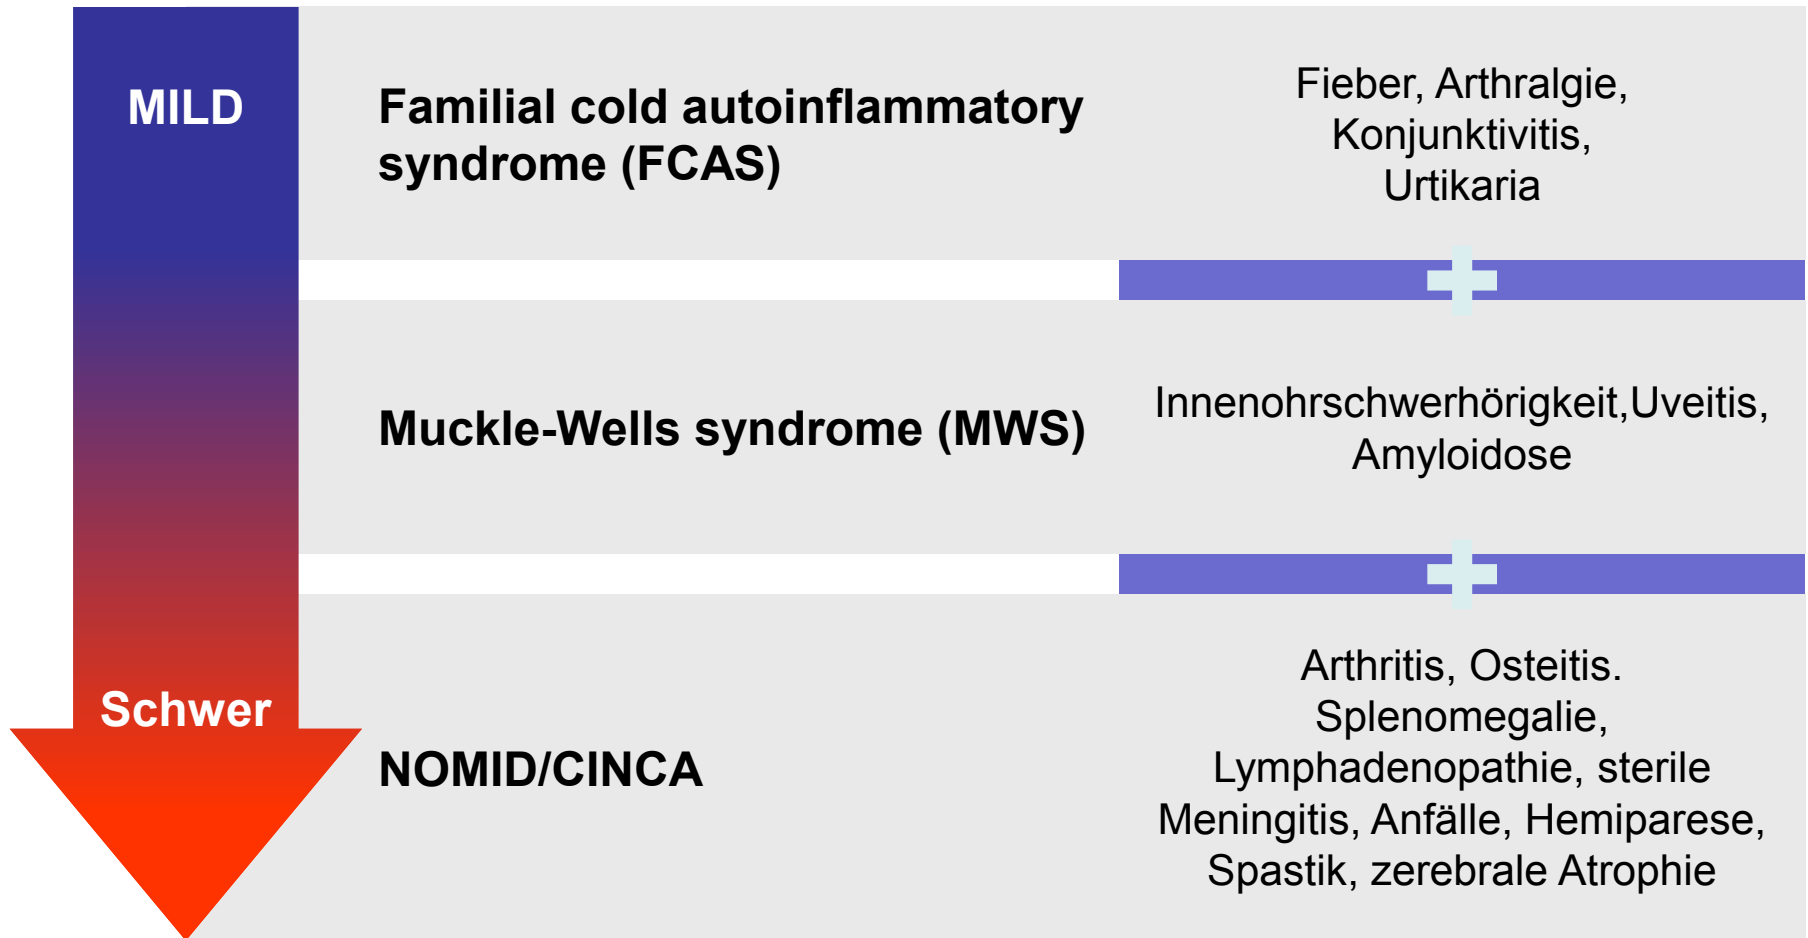 MILD
Familial cold autoinflammatory
syndrome (FCAS)
Fieber, Arthralgie,
Konjunktivitis,
Urtikaria
Muckle-Wells syndrome (MWS)
Innenohrschwerhörigkeit,Uveitis,
Amyloidose
Schwer
NOMID/CINCA
Arthritis, Osteitis.
Splenomegalie,
Lymphadenopathie, sterile
Meningitis, Anfälle, Hemiparese,
Spastik, zerebrale Atrophie